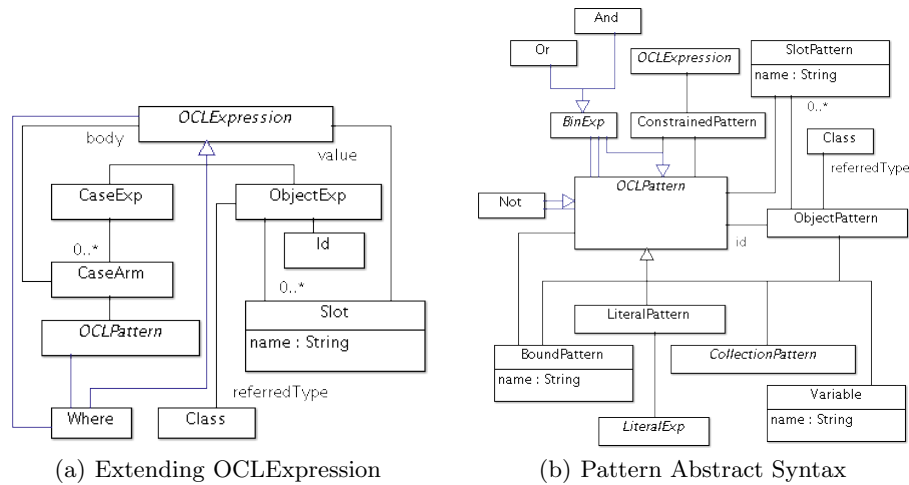 OCLExpression
body
value
CaseExp
ObjectExp
Id
0..*
CaseArm
0..*
Slot
name : String
OCLPattern
referredType
Where
Class
(a) Extending OCLExpression
And
Or
OCLExpression
SlotPattern
name : String
BinExp
ConstrainedPattern
0..*
Class
referredType
OCLPattern
Not
ObjectPattern
id
LiteralPattern
BoundPattern
name : String
CollectionPattern
Variable
name : String
LiteralExp
(b) Pattern Abstract Syntax